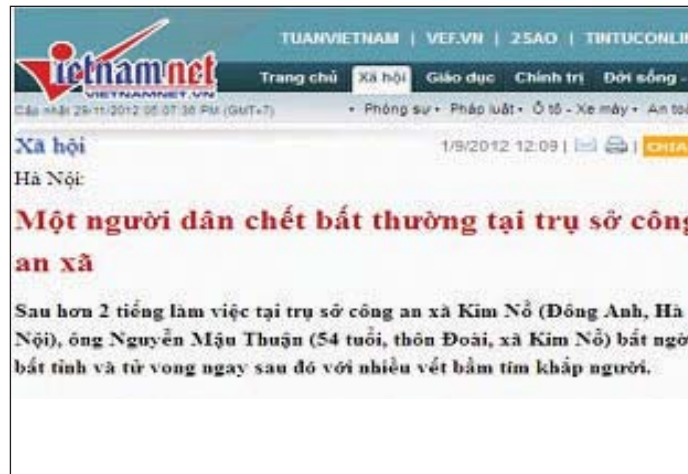 TUANVIETNAM | VEF.VN | 2SAO | TINTUCONLI
vietnamnet
VIETNAMNET.VN
Trang chủ Xã hội Giáo dục Chính trị Đời sống -
Cập nhật 29/11/2012 05:07:38 PM (GMT+7) • Phóng sự • Pháp luật • Ô tô - Xe máy • An toà
Xã hội 1/9/2012 12:09 | | CHIA
Hà Nội:
Một người dân chết bất thường tại trụ sở công
an xã
Sau hơn 2 tiếng làm việc tại trụ sở công an xã Kim Nỗ (Đông Anh, Hà
Nội), ông Nguyễn Mậu Thuận (54 tuổi, thôn Đoài, xã Kim Nỗ) bất ngờ
bất tỉnh và tử vong ngay sau đó với nhiều vết bầm tím khắp người.